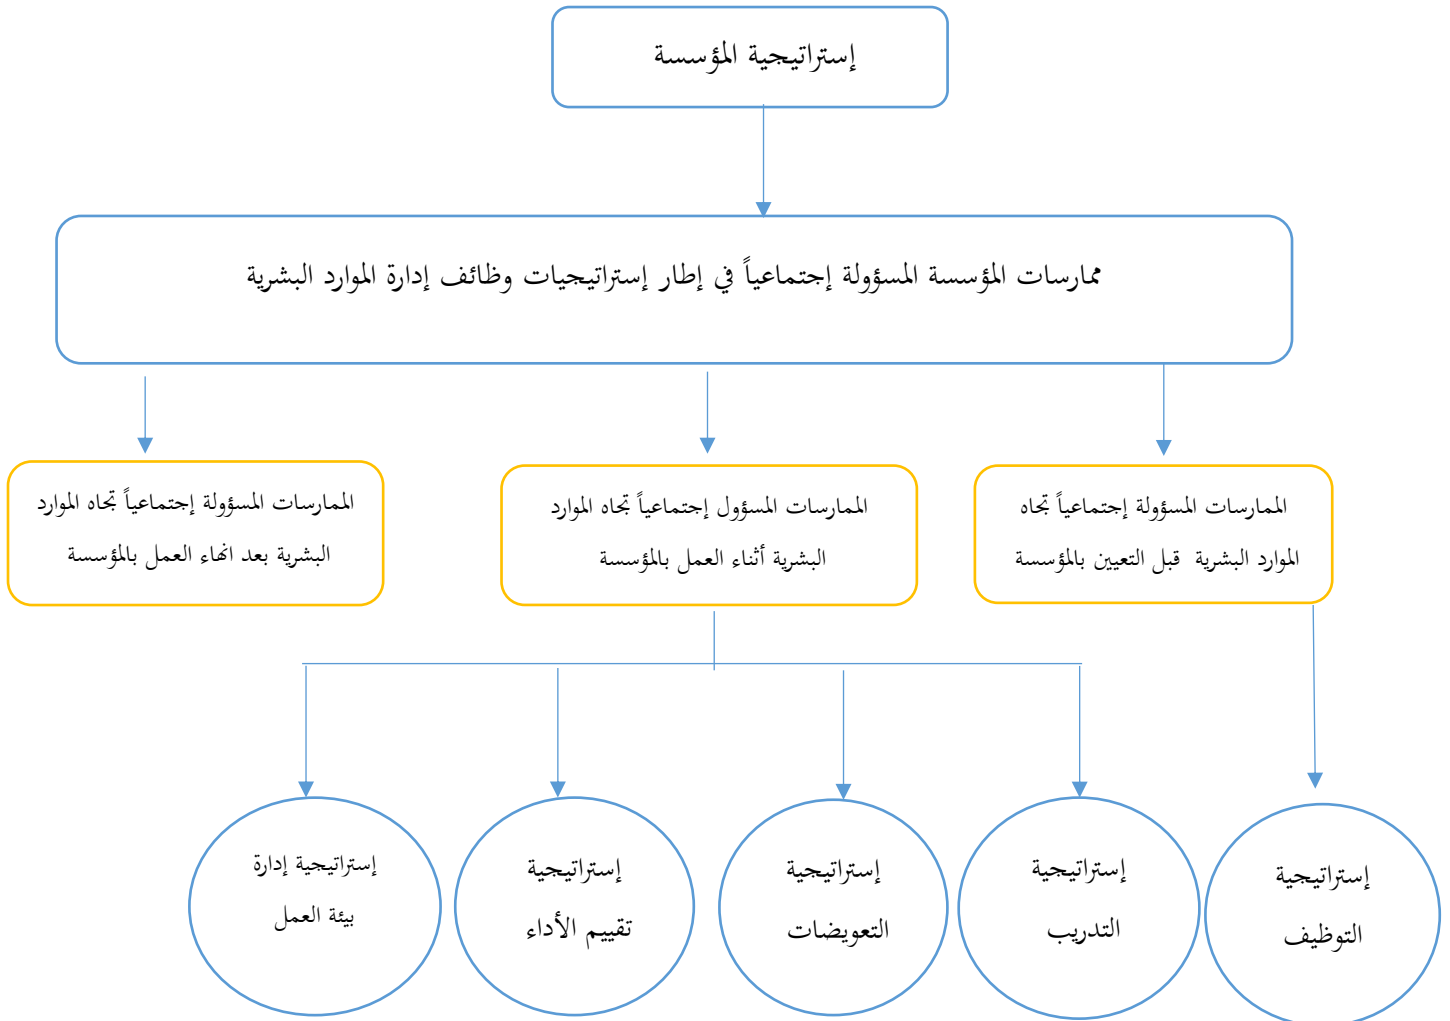 إستراتيجية المؤسسة
ممارسات المؤسسة المسؤولة إجتماعياً في إطار إستراتيجيات وظائف إدارة الموارد البشرية
الممارسات المسؤولة إجتماعياً تجاه
الموارد البشرية قبل التعيين بالمؤسسة
الممارسات المسؤول إجتماعياً تجاه الموارد
البشرية أثناء العمل بالمؤسسة
الممارسات المسؤولة إجتماعياً تجاه الموارد
البشرية بعد انهاء العمل بالمؤسسة
إستراتيجية
التوظيف
إستراتيجية
التدريب
إستراتيجية
التعويضات
إستراتيجية
تقييم الأداء
إستراتيجية إدارة
بيئة العمل